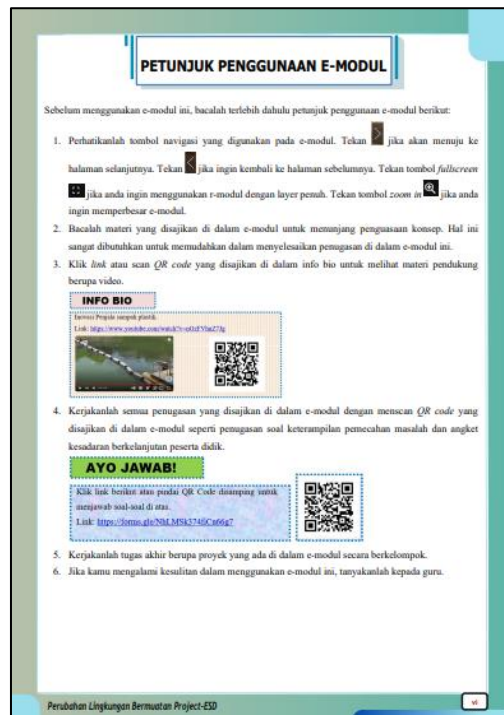 PETUNJUK PENGGUNAAN E-MODUL
Sebelum menggunakan e-modul ini, bacalah terlebih dahulu petunjuk penggunaan e-modul berikut:
1. Perhatikanlah tombol navigasi yang digunakan pada e-modul. Tekan jika akan menuju ke
halaman selanjutnya. Tekan jika ingin kembali ke halaman sebelumnya. Tekan tombol fullscreen
jika anda ingin menggunakan r-modul dengan layer penuh. Tekan tombol zoom in jika anda
ingin memperbesar e-modul.
2. Bacalah materi yang disajikan di dalam e-modul untuk menunjang penguasaan konsep. Hal ini
sangat dibutuhkan untuk memudahkan dalam menyelesaikan penugasan di dalam e-modul ini.
3. Klik link atau scan QR code yang disajikan di dalam info bio untuk melihat materi pendukung
berupa video.
INFO BIO
sampah plastik.
Link:
4. Kerjakanlah semua penugasan yang disajikan di dalam e-modul dengan menscan QR code yang
disajikan di dalam e-modul seperti penugasan soal keterampilan pemecahan masalah dan angket
kesadaran berkelanjutan peserta didik.
AYO JAWAB!
Klik link berikut atau pindai QR Code disamping untuk
menjawab soal-soal di atas.
Link:
5. Kerjakanlah tugas akhir berupa proyek yang ada di dalam e-modul secara berkelompok.
6. Jika kamu mengalami kesulitan dalam menggunakan e-modul ini, tanyakanlah kepada guru.
Perubahan Lingkungan Bermuatan Project-ESD
vi